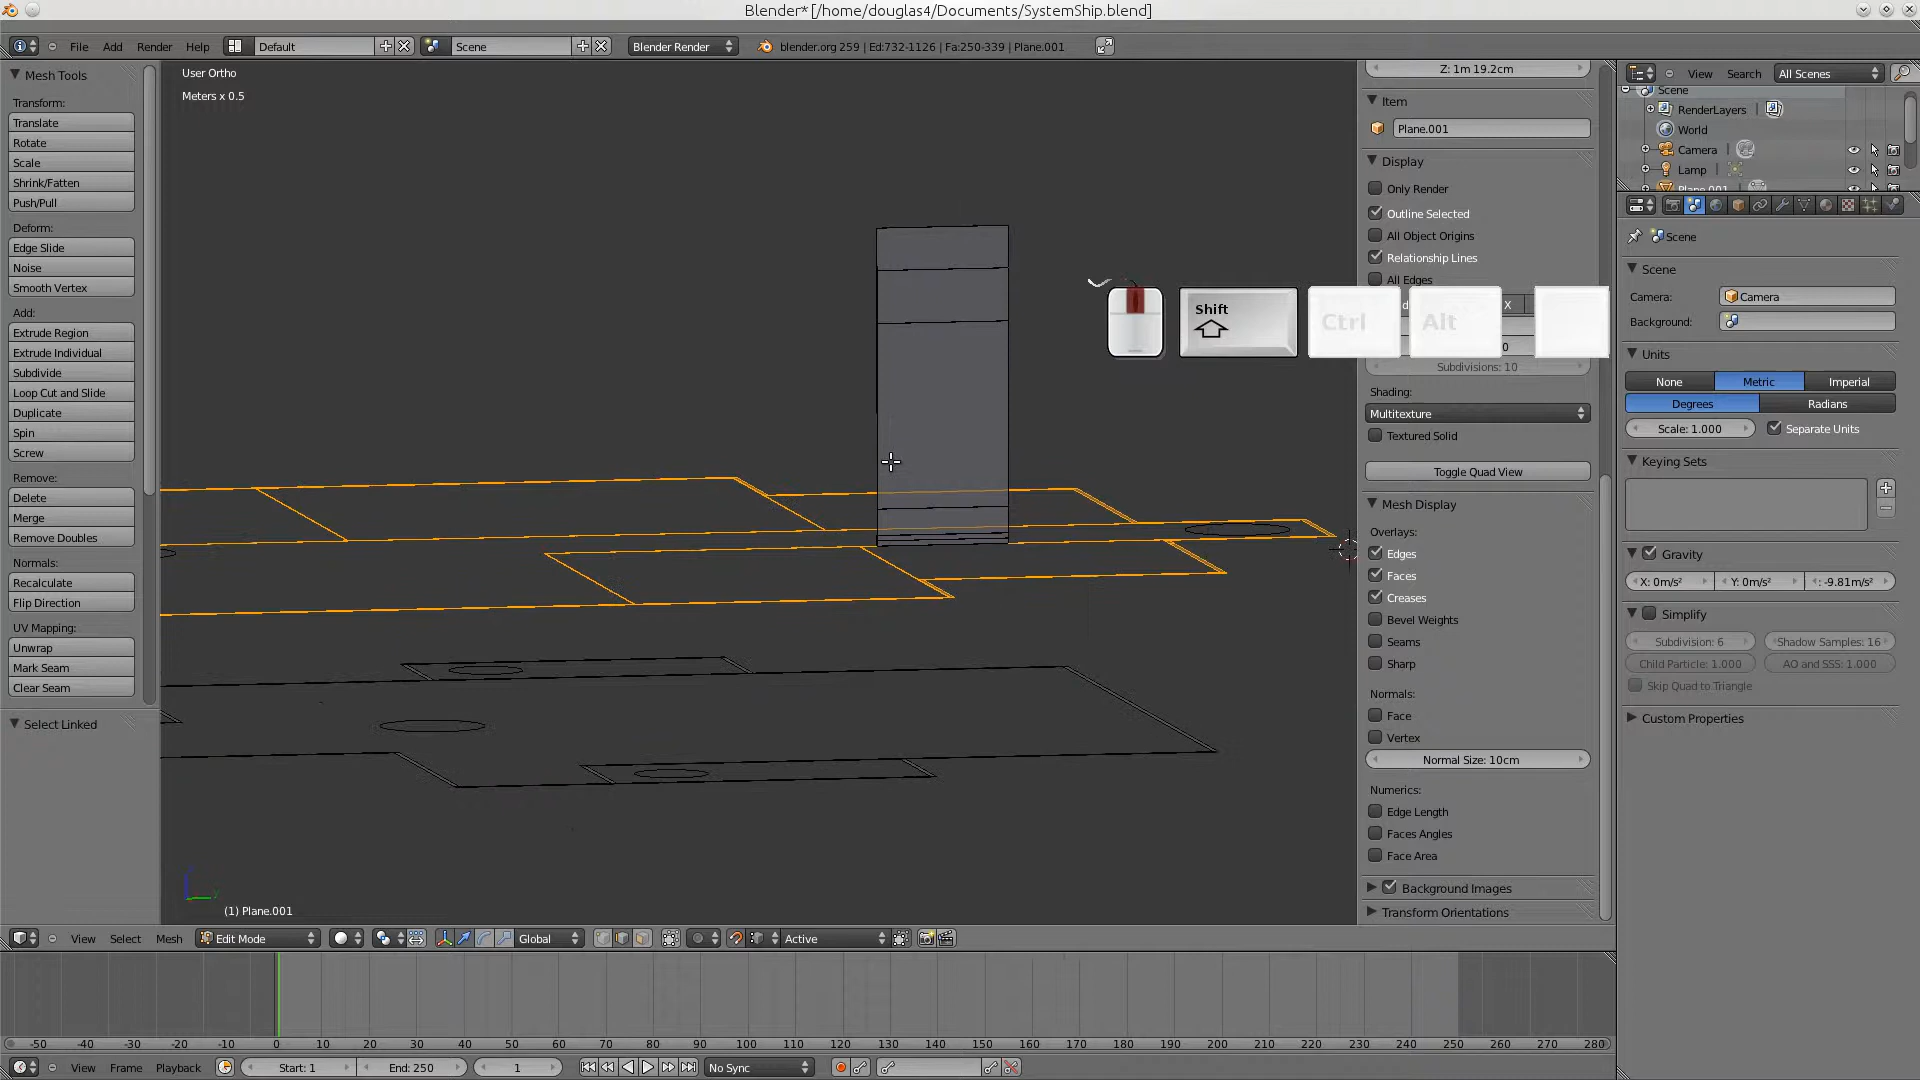 Blender* [/home/douglas4/Documents/SystemShip.blend]
File Add Render Help Default Scene Blender Render blender.org 259 | Ed:732-1126 | Fa:250-339 | Plane.001
Mesh Tools
Transform:
Translate
Rotate
Scale
Shrink/Fatten
Push/Pull
Deform:
Edge Slide
Noise
Smooth Vertex
Add:
Extrude Region
Extrude Individual
Subdivide
Loop Cut and Slide
Duplicate
Spin
Screw
Remove:
Delete
Merge
Remove Doubles
Normals:
Recalculate
Flip Direction
UV Mapping:
Unwrap
Mark Seam
Clear Seam
Select Linked
User Ortho
Meters x 0.5
Shift
Ctrl
Alt
(1) Plane.001
Z: 1m 19.2cm
Item
Plane.001
Display
Only Render
Outline Selected
All Object Origins
Relationship Lines
All Edges
X
0
Subdivisions: 10
Shading:
Multitexture
Textured Solid
Toggle Quad View
Mesh Display
Overlays:
Edges
Faces
Creases
Bevel Weights
Seams
Sharp
Normals:
Face
Vertex
Normal Size: 10cm
Numerics:
Edge Length
Faces Angles
Face Area
Background Images
Transform Orientations
View Search All Scenes
Scene
RenderLayers
World
Camera
Lamp
Plane.001
Scene
Scene
Camera: Camera
Background:
Units
None Metric Imperial
Degrees Radians
Scale: 1.000 Separate Units
Keying Sets
Gravity
X: 0m/s² Y: 0m/s² : -9.81m/s²
Simplify
Subdivision: 6 Shadow Samples: 16
Child Particle: 1.000 AO and SSS: 1.000
Skip Quad to Triangle
Custom Properties
View Select Mesh Edit Mode Global Active
-50 -40 -30 -20 -10 0 10 20 30 40 50 60 70 80 90 100 110 120 130 140 150 160 170 180 190 200 210 220 230 240 250 260 270 280
View Frame Playback Start: 1 End: 250 1 No Sync